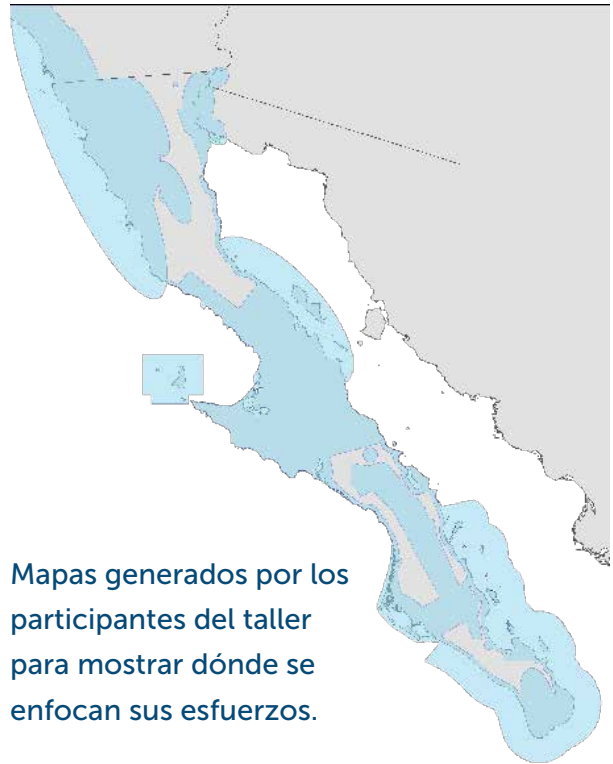 Mapas generados por los
participantes del taller
para mostrar dónde se
enfocan sus esfuerzos.